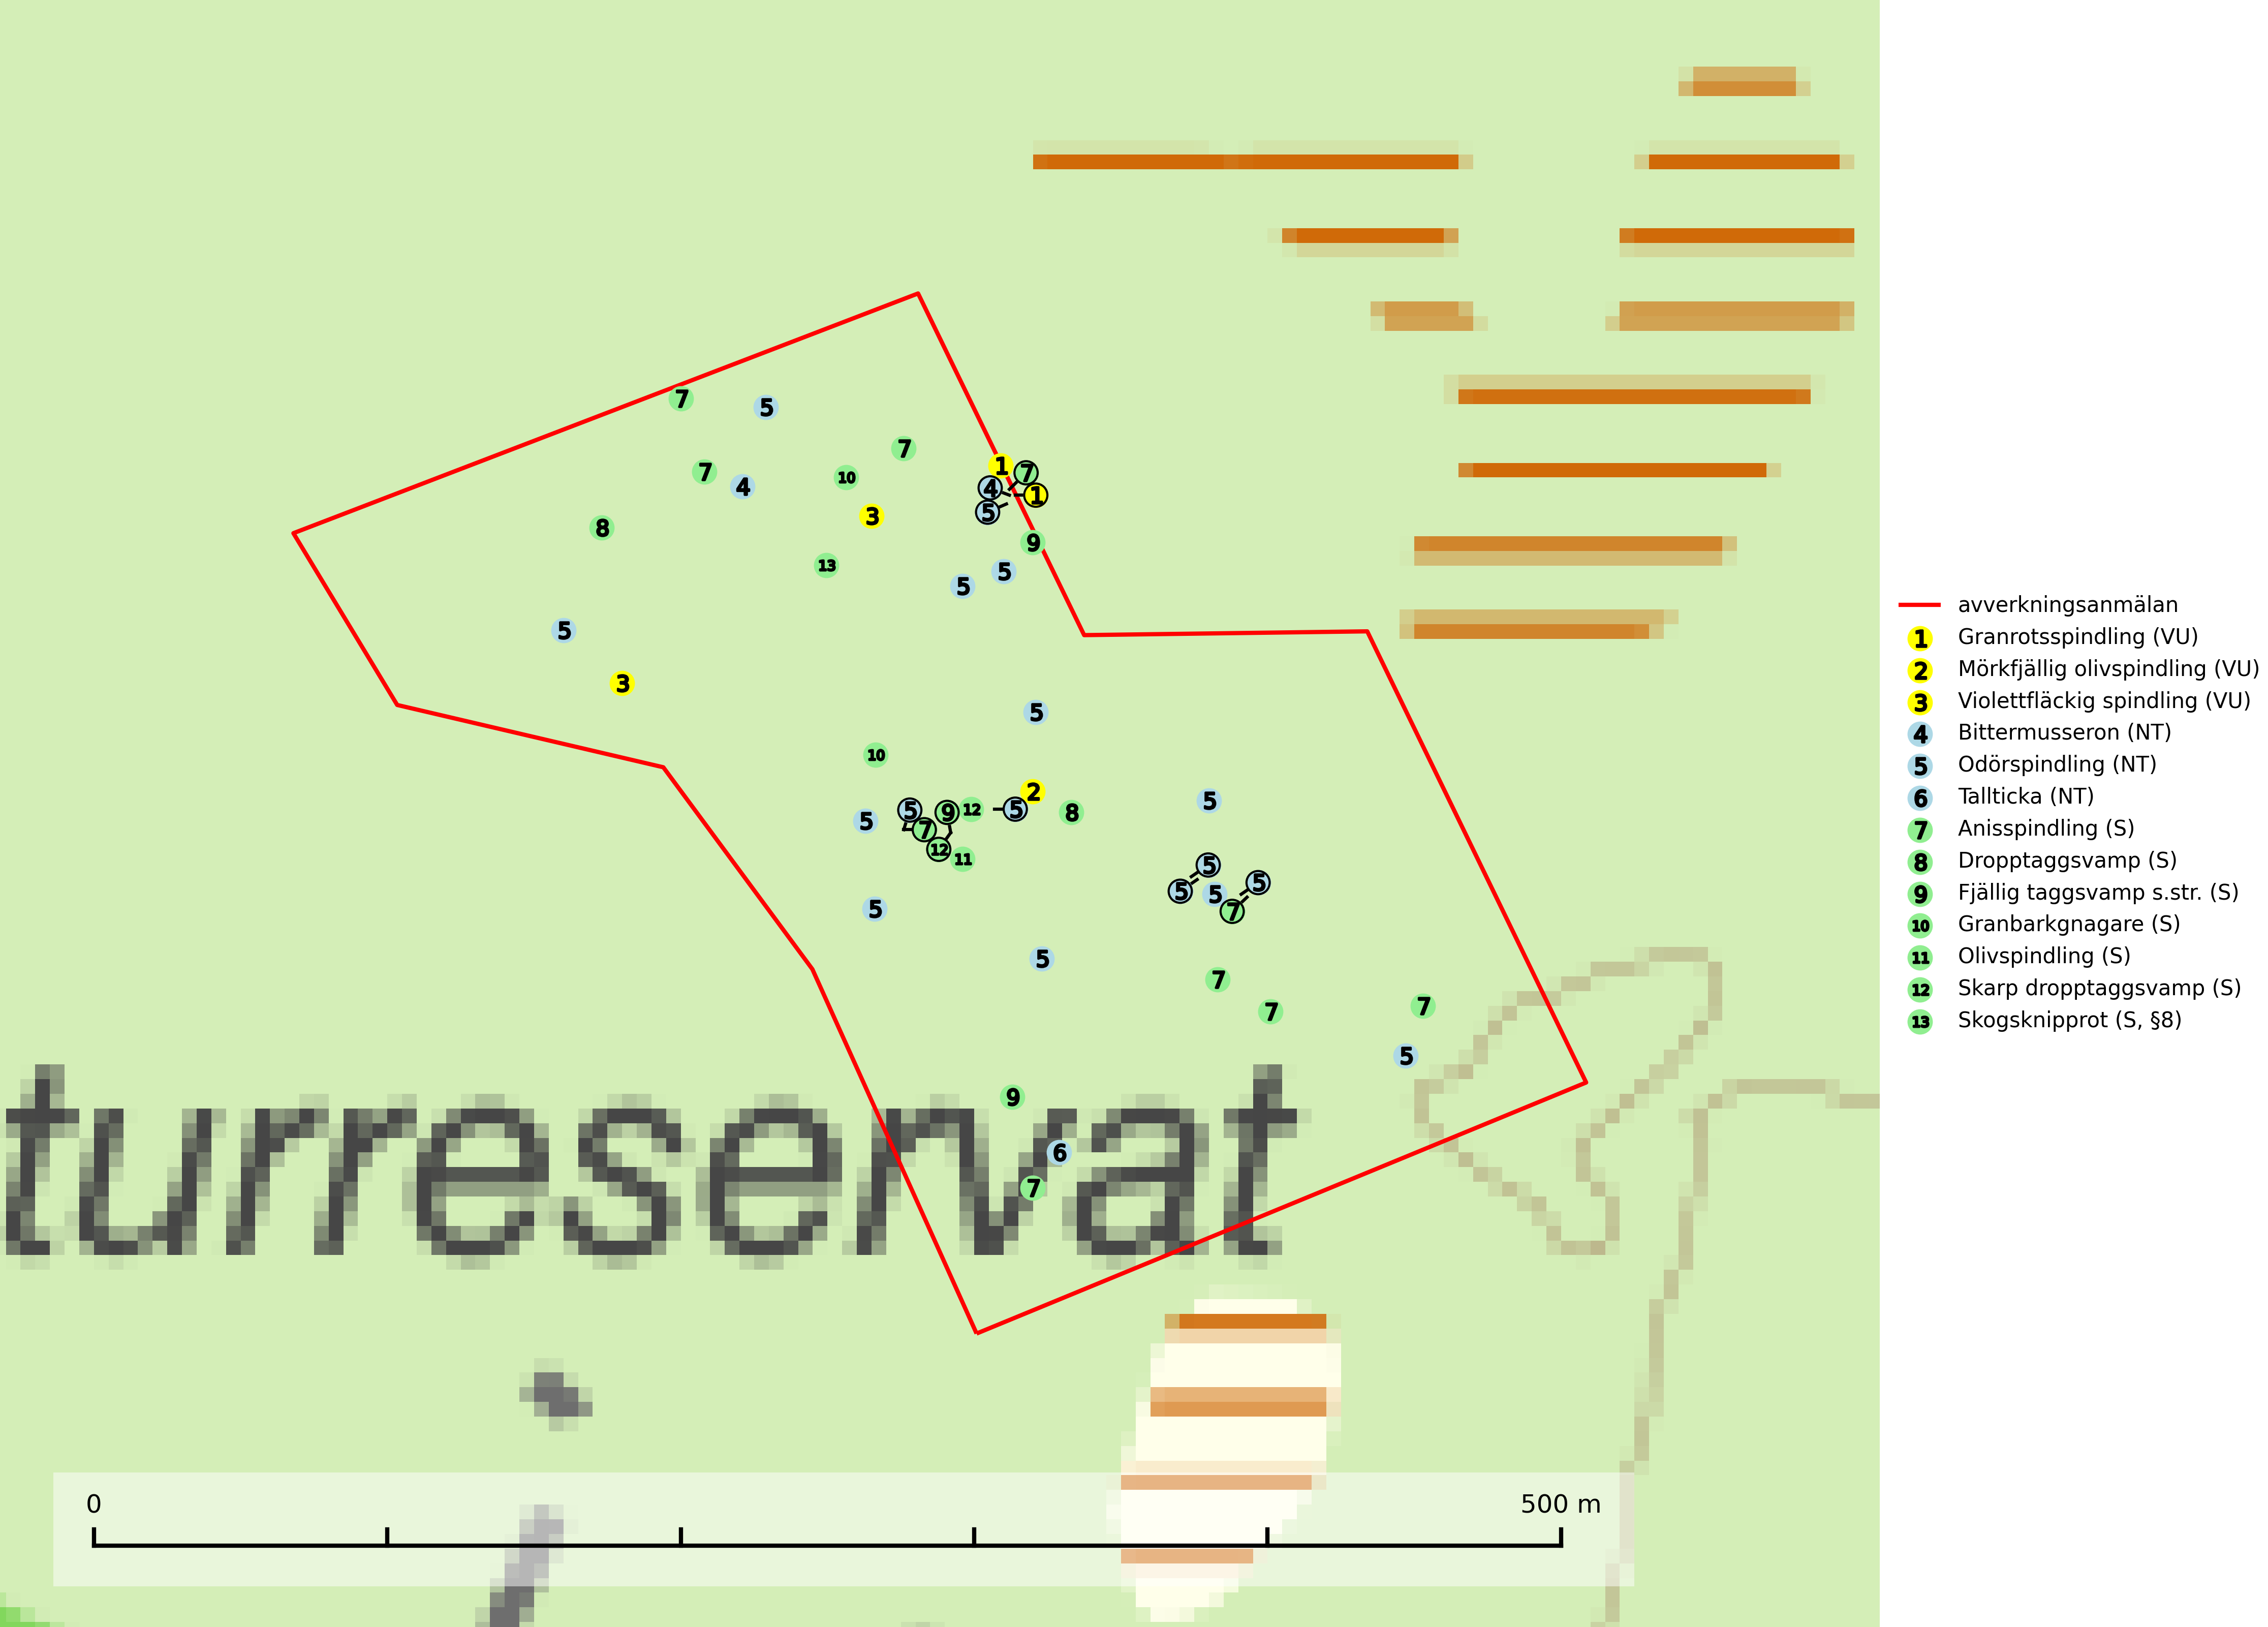 7
5
7
1
7
7
4
10
4
1
3
5
8
9
13
5
5
5
3
5
10
2
5
5
9
12
5
8
5
7
12
11
5
5
5
5
7
5
5
7
7
7
5
9
6
7
turreservat
0 500 m
avverkningsanmälan
1 Granrotsspindling (VU)
2 Mörkfjällig olivspindling (VU)
3 Violettfläckig spindling (VU)
4 Bittermusseron (NT)
5 Odörspindling (NT)
6 Tallticka (NT)
7 Anisspindling (S)
8 Dropptaggsvamp (S)
9 Fjällig taggsvamp s.str. (S)
10 Granbarkgnagare (S)
11 Olivspindling (S)
12 Skarp dropptaggsvamp (S)
13 Skogsknipprot (S, §8)